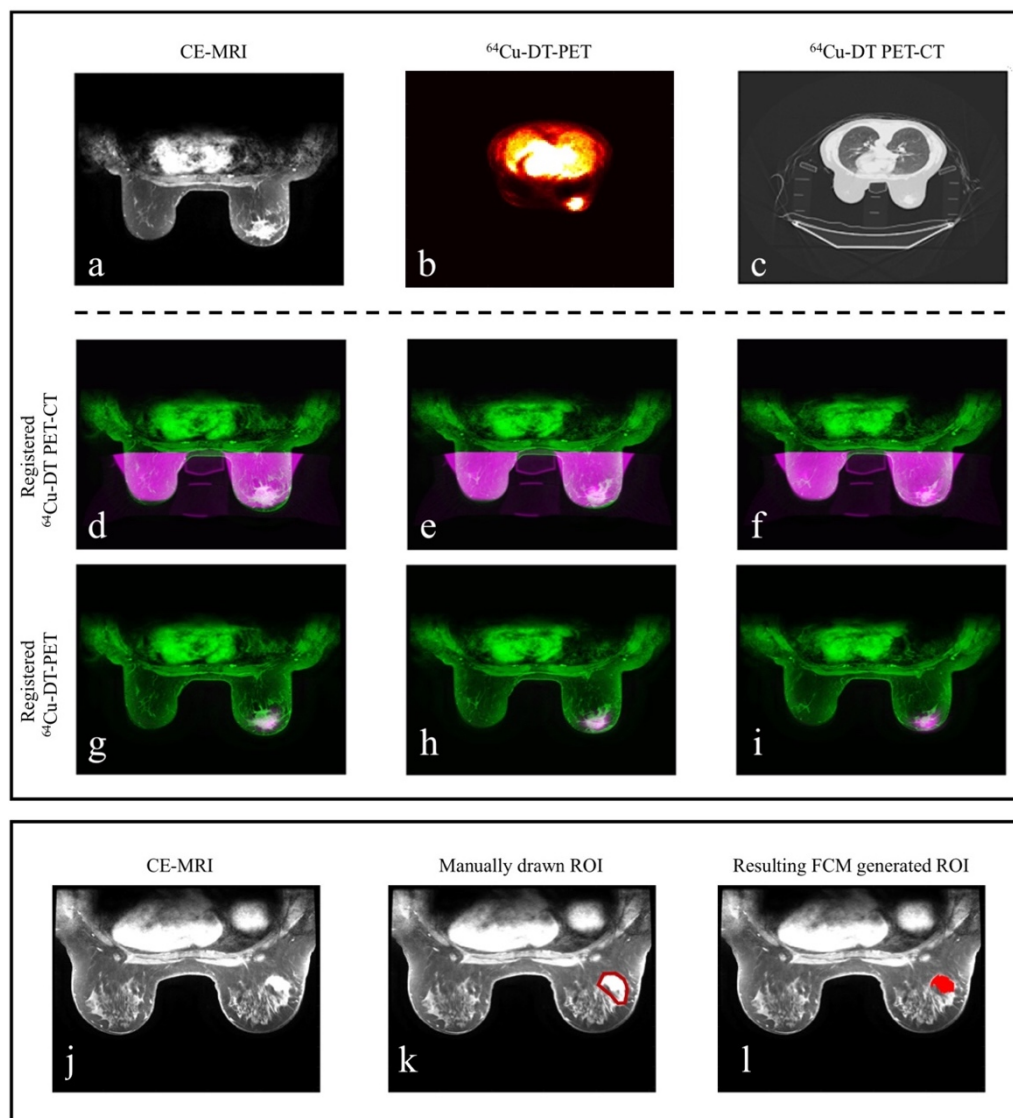 CE-MRI
⁶⁴Cu-DT-PET
⁶⁴Cu-DT PET-CT
a
b
c
Registered
⁶⁴Cu-DT PET-CT
d
e
f
Registered
⁶⁴Cu-DT-PET
g
h
i
CE-MRI
Manually drawn ROI
Resulting FCM generated ROI
j
k
l